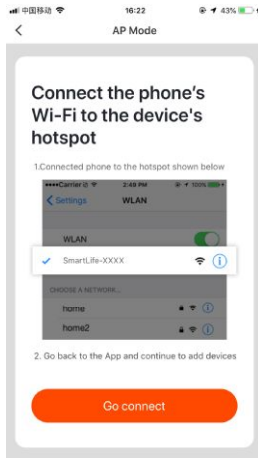 中国移动 16:22 43%
AP Mode
Connect the phone's
Wi-Fi to the device's
hotspot
1.Connected phone to the hotspot shown below
Carrier 2:49 PM 100%
Settings WLAN
WLAN
SmartLife-XXXX
CHOOSE A NETWORK...
home
home2
2. Go back to the App and continue to add devices
Go connect